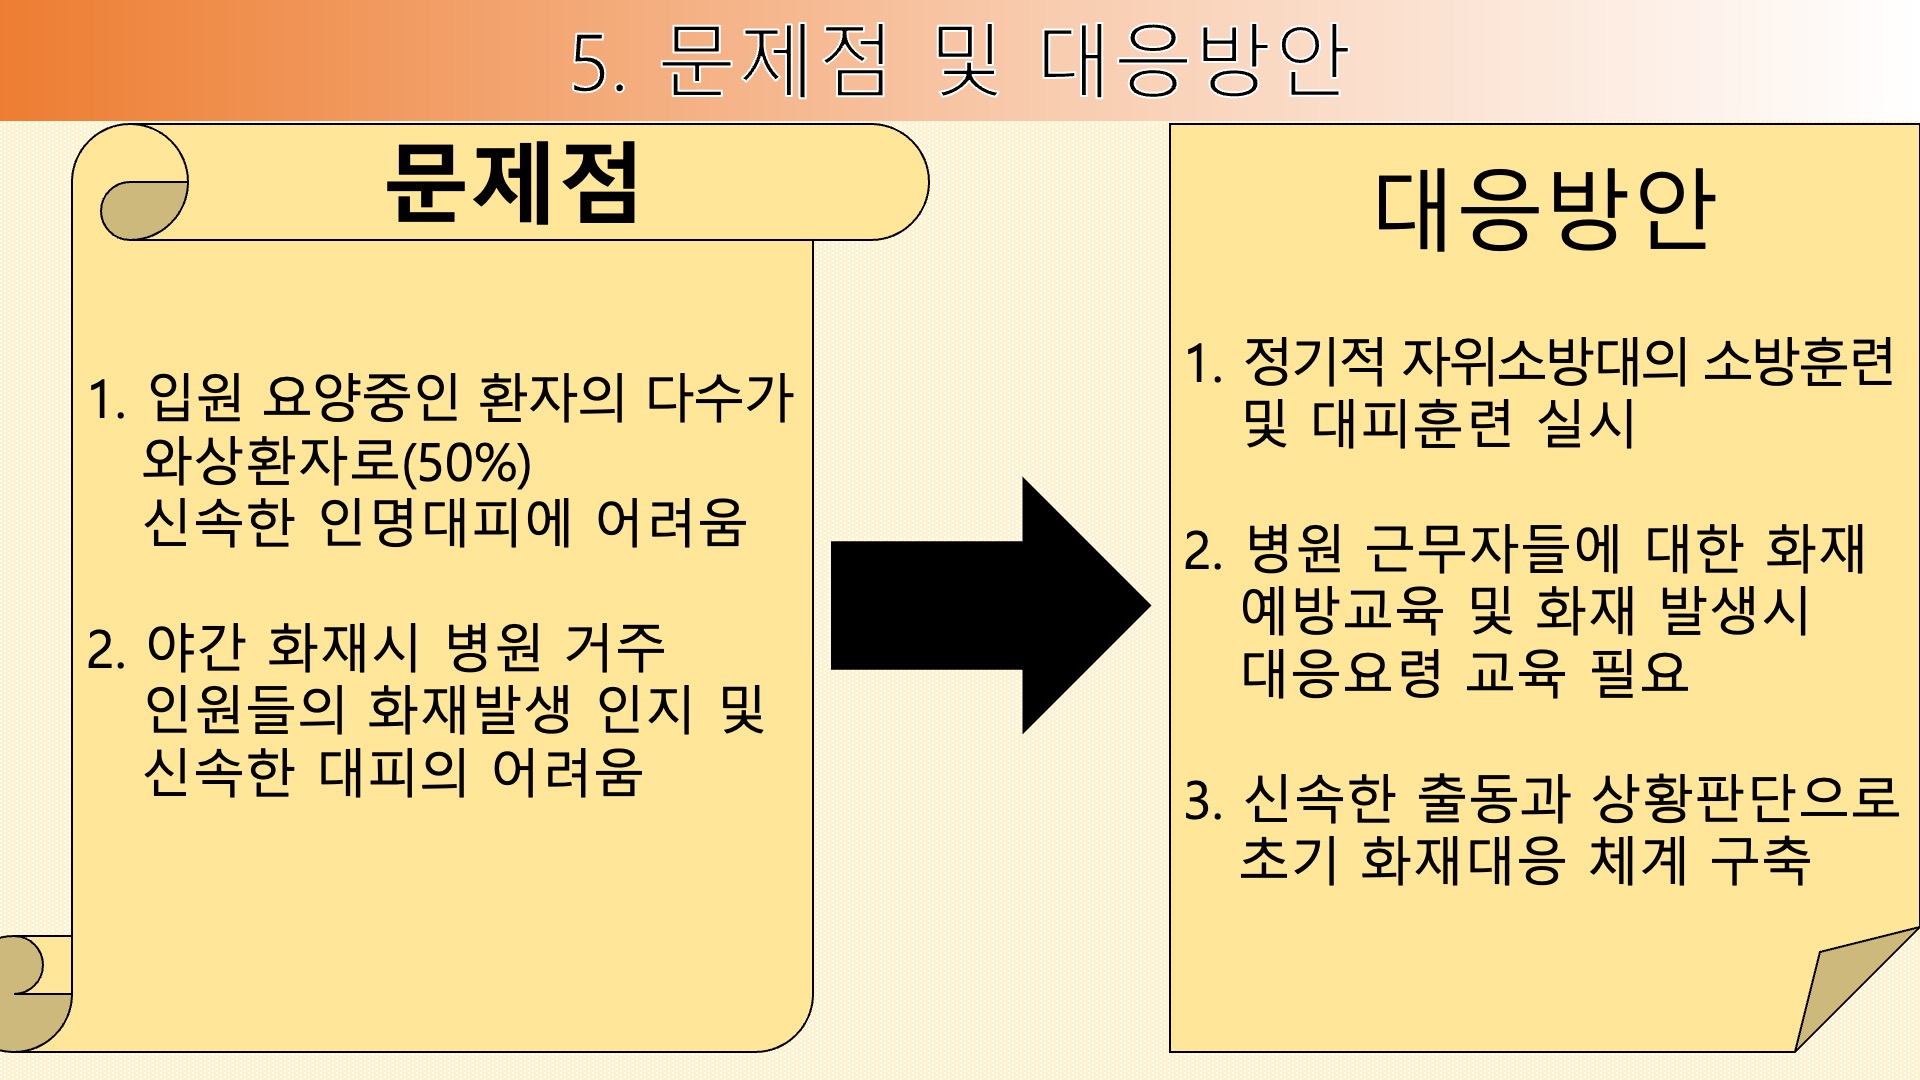 5. 문제점 및 대응방안
문제점
1. 입원 요양중인 환자의 다수가
와상환자로(50%)
신속한 인명대피에 어려움
2. 야간 화재시 병원 거주
인원들의 화재발생 인지 및
신속한 대피의 어려움
대응방안
1. 정기적 자위소방대의 소방훈련
및 대피훈련 실시
2. 병원 근무자들에 대한 화재
예방교육 및 화재 발생시
대응요령 교육 필요
3. 신속한 출동과 상황판단으로
초기 화재대응 체계 구축